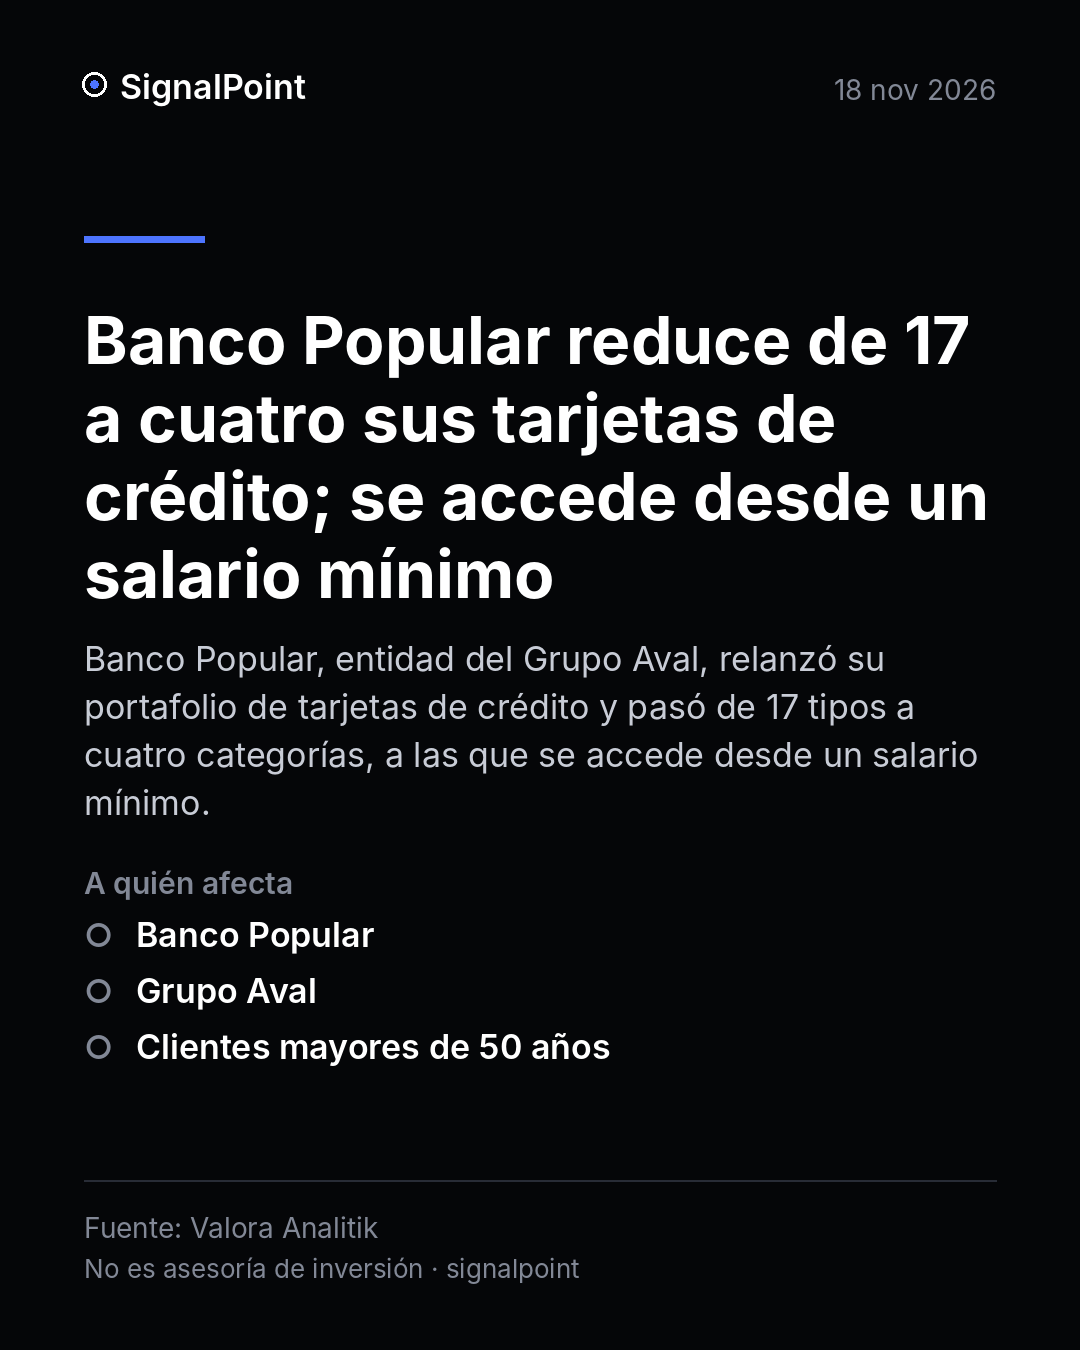 SignalPoint
18 nov 2026
Banco Popular reduce de 17
a cuatro sus tarjetas de
crédito; se accede desde un
salario mínimo
Banco Popular, entidad del Grupo Aval, relanzó su
portafolio de tarjetas de crédito y pasó de 17 tipos a
cuatro categorías, a las que se accede desde un salario
mínimo.
A quién afecta
Banco Popular
Grupo Aval
Clientes mayores de 50 años
Fuente: Valora Analitik
No es asesoría de inversión · signalpoint